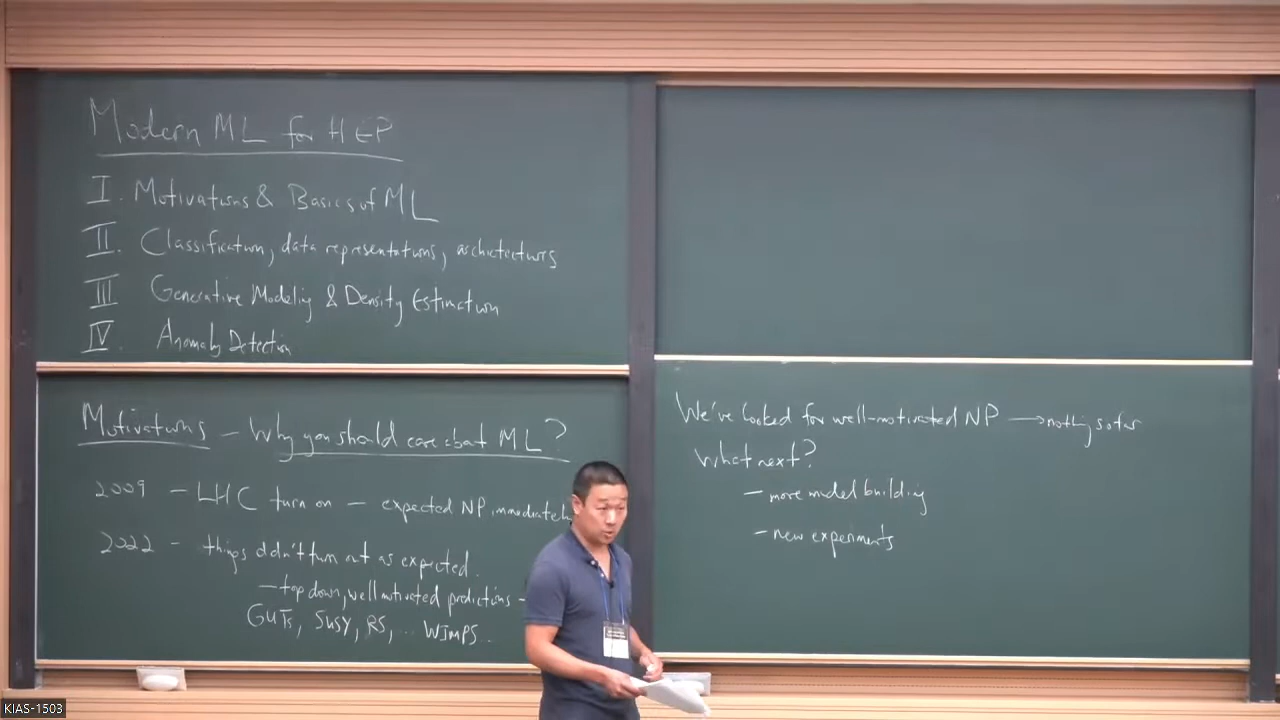 Modern ML for HEP
I. Motivations & Basics of ML
II. Classification, data representations, architectures
III Generative Modeling & Density Estimation
IV. Anomaly Detection
Motivations - Why you should care about ML?
2009 - LHC turn on - expected NP immediately
2022 - things didn't turn out as expected.
- top down, well motivated predictions -
GUTs, SUSY, RS, ... WIMPS.
We've looked for well-motivated NP → nothing so far
What next?
- more model building
- new experiments
KIAS-1503